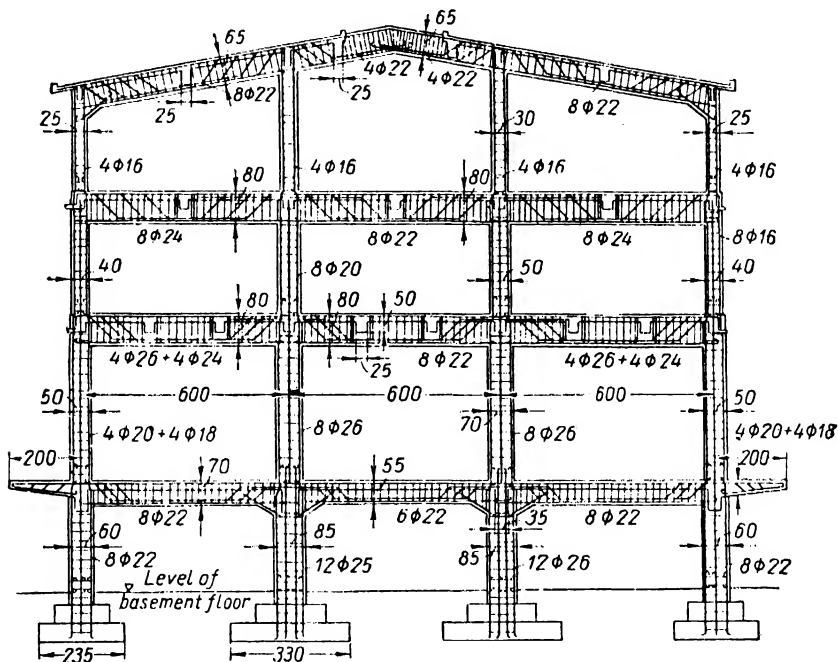 65 65
4Φ22 4Φ22
8Φ22 25 8Φ22
25 25 30 25
4Φ16 4Φ16 4Φ16 4Φ16
80 80
8Φ24 8Φ22 8Φ24 8Φ16
40 8Φ20 50 40
80 80 50
4Φ26+4Φ24 8Φ22 4Φ26+4Φ24
25
600 600 600
50 70 50
4Φ20+4Φ18 8Φ26 8Φ26 4Φ20+4Φ18
200 70 55 200
8Φ22 6Φ22 8Φ22
60 85 85 35 60
8Φ22 12Φ25 12Φ26 8Φ22
Level of
basement floor
235 330